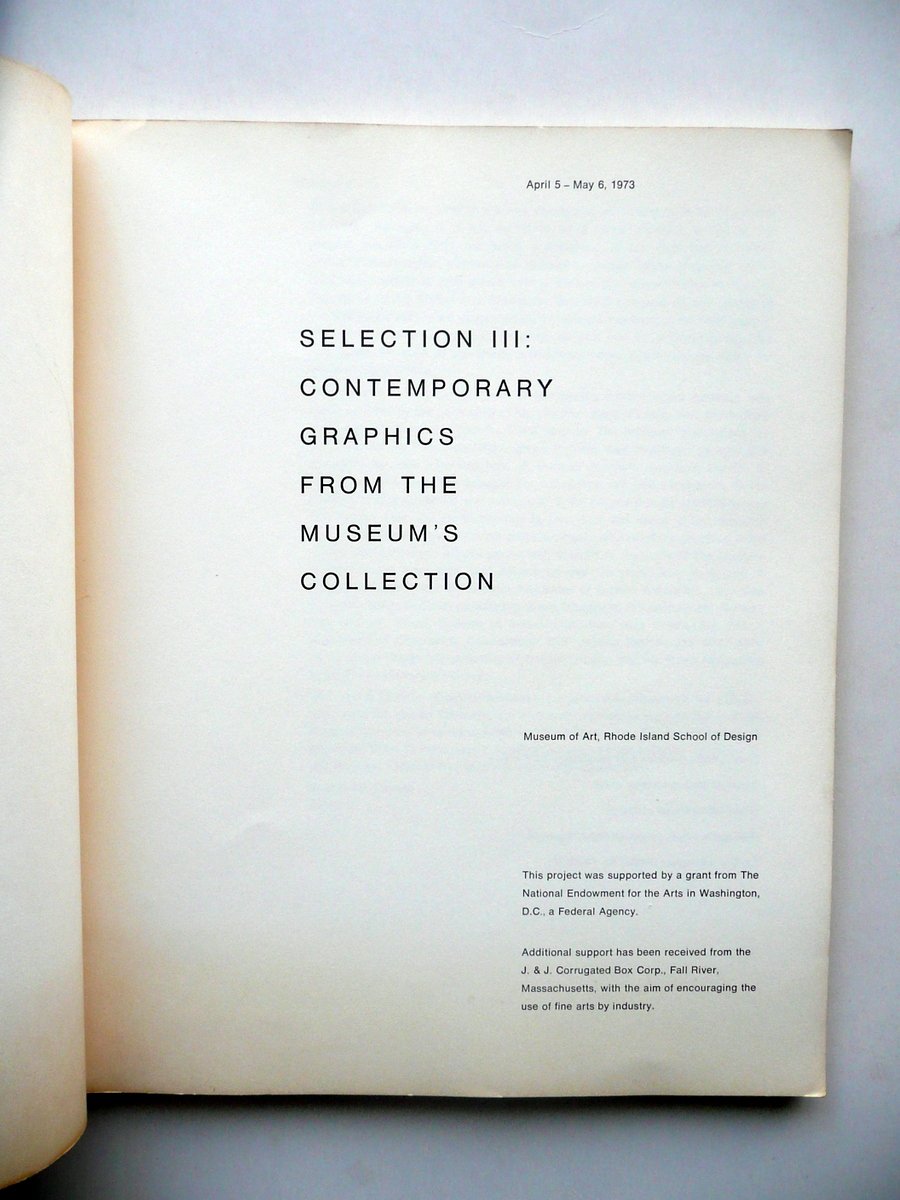 April 5 – May 6, 1973
SELECTION III:
CONTEMPORARY
GRAPHICS
FROM THE
MUSEUM'S
COLLECTION
Museum of Art, Rhode Island School of Design
This project was supported by a grant from The
National Endowment for the Arts in Washington,
D.C., a Federal Agency.
Additional support has been received from the
J. & J. Corrugated Box Corp., Fall River,
Massachusetts, with the aim of encouraging the
use of fine arts by industry.